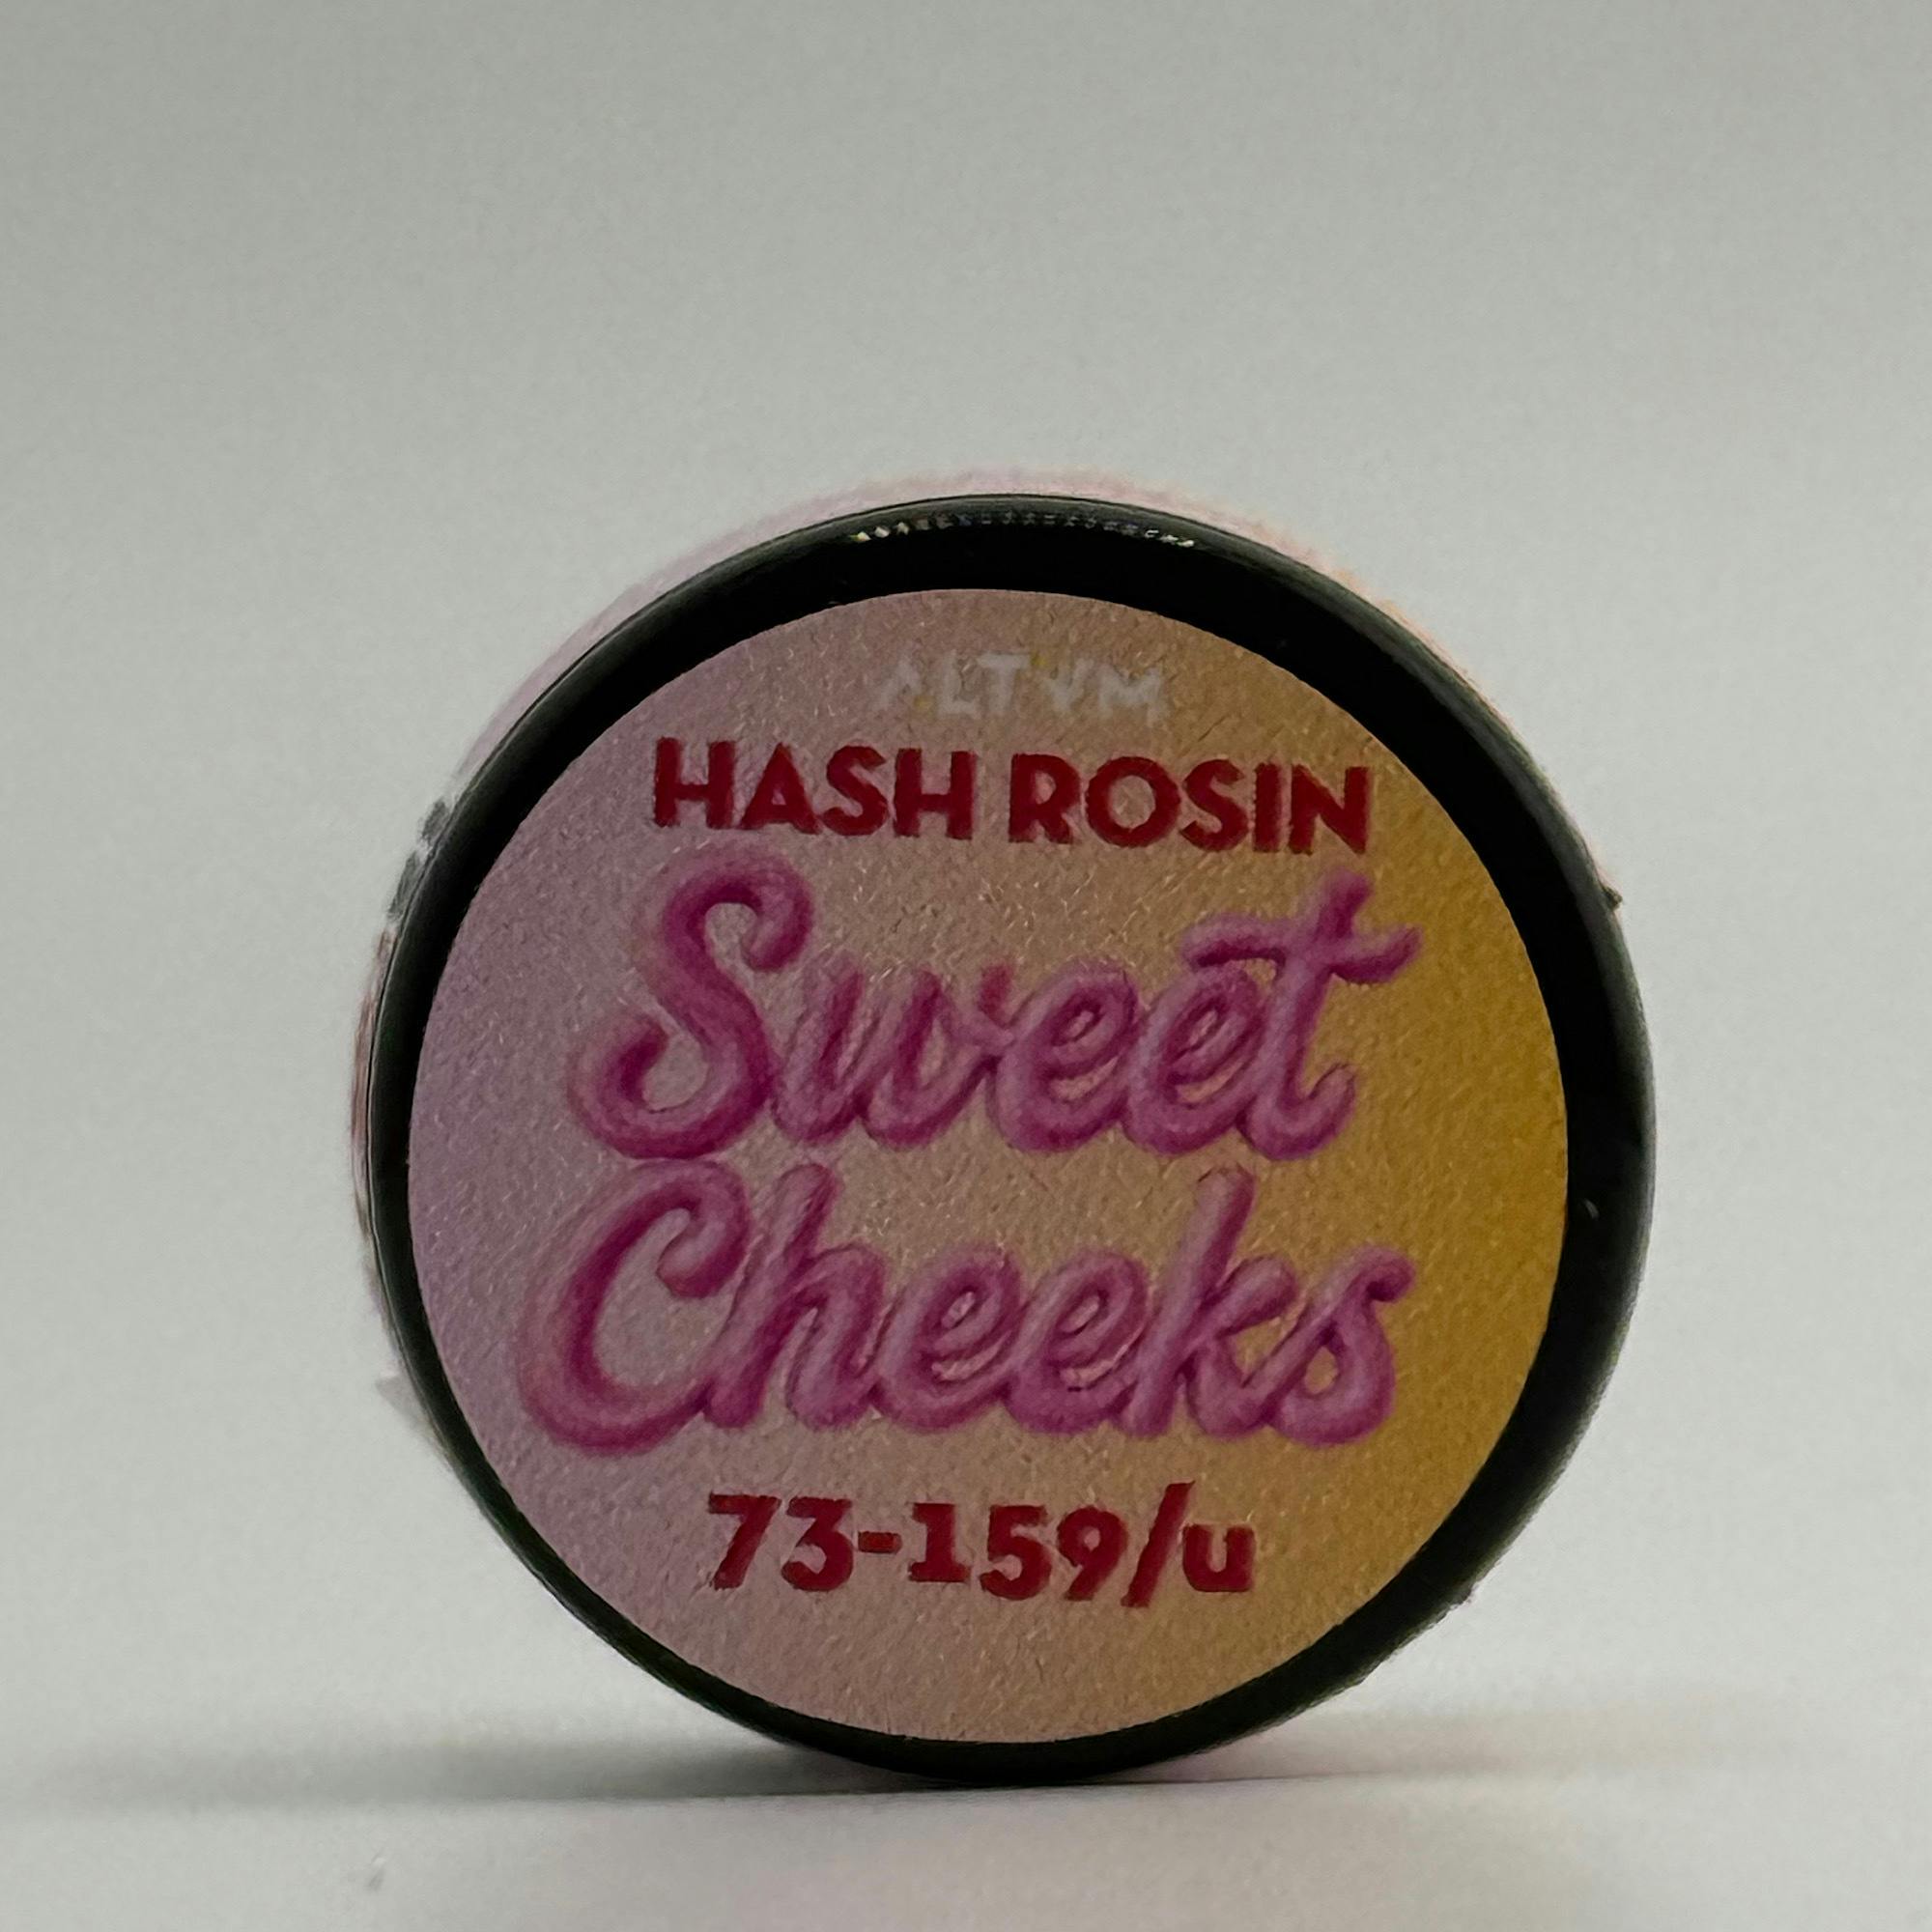 ALTVM
HASH ROSIN
Sweet
Cheeks
73-159/u